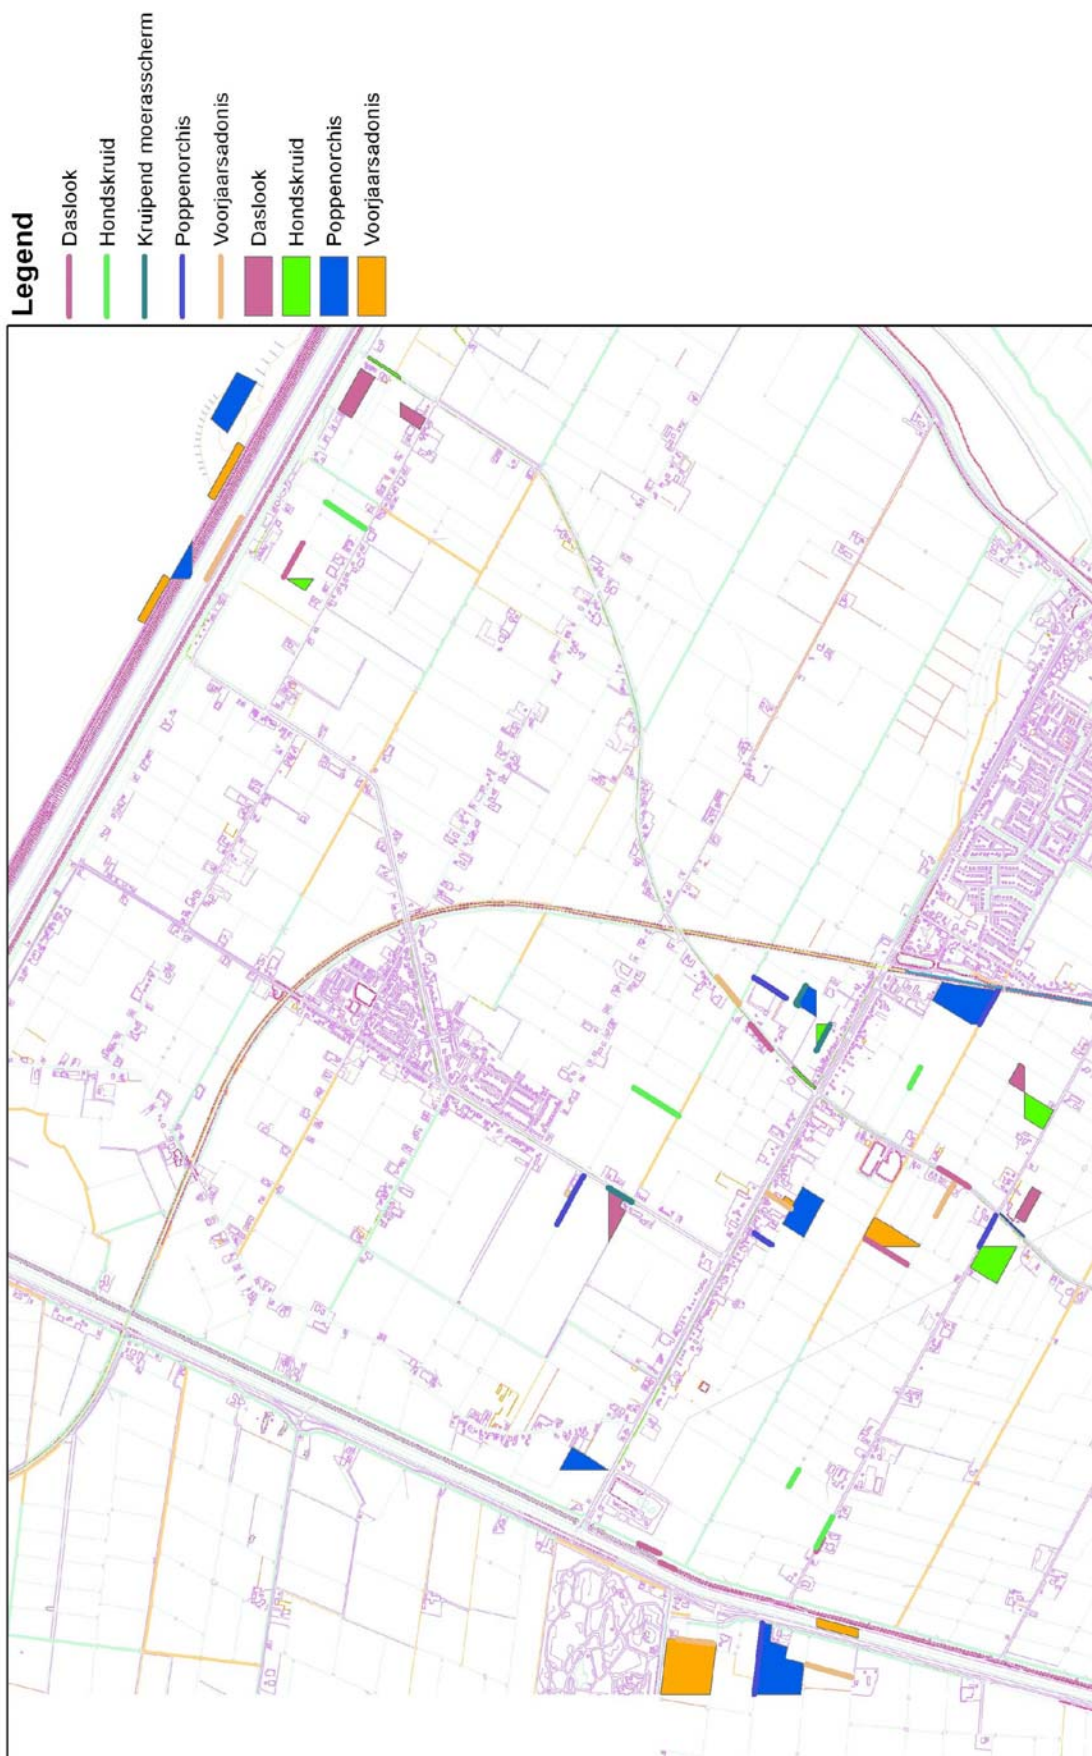 Legend
Daslook
Hondskruid
Kruipend moerasscherm
Poppenorchis
Voorjaarsadonis
Daslook
Hondskruid
Poppenorchis
Voorjaarsadonis